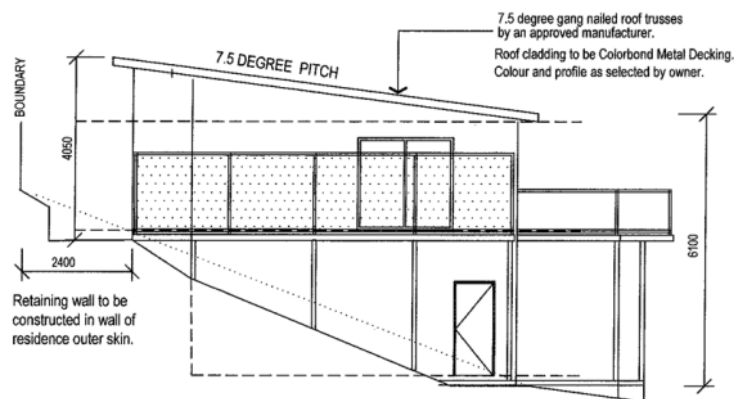 7.5 degree gang nailed roof trusses
by an approved manufacturer.
Roof cladding to be Colorbond Metal Decking.
Colour and profile as selected by owner.
7.5 DEGREE PITCH
BOUNDARY
4050
2400
6100
Retaining wall to be
constructed in wall of
residence outer skin.